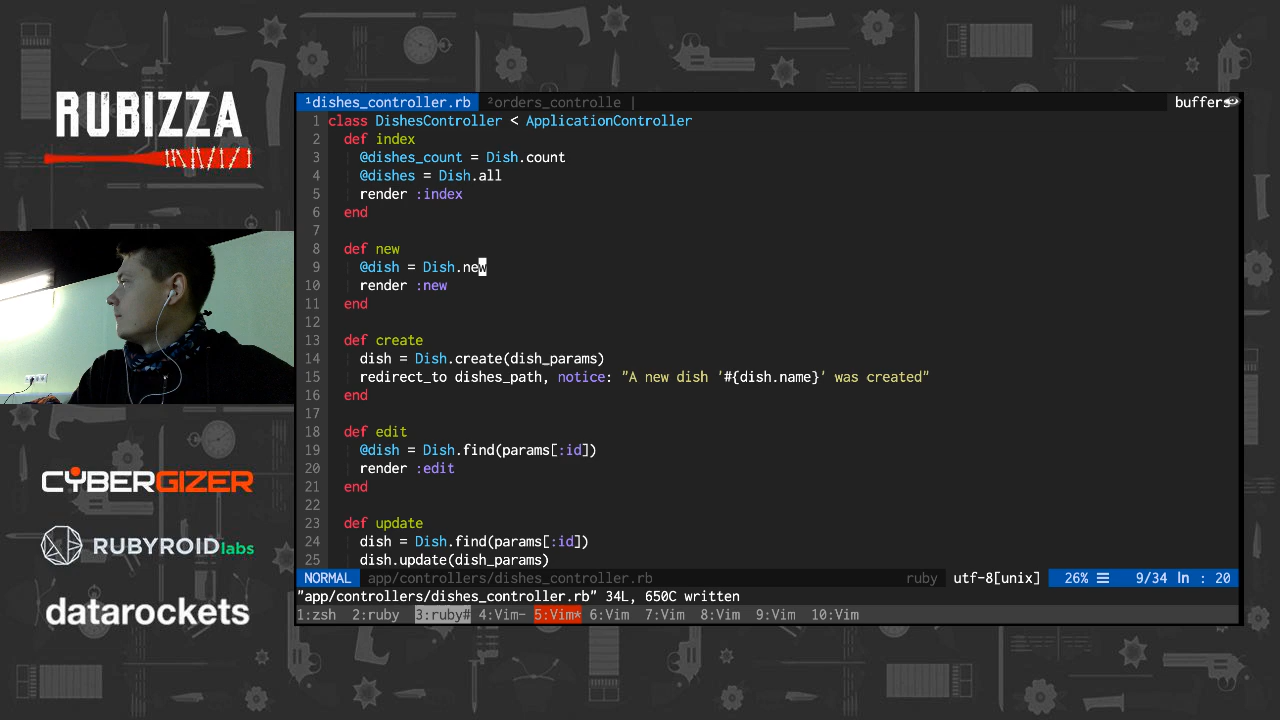 RUBIZZA
CYBERGIZER
RUBYROID labs
datarockets
¹dishes_controller.rb ²orders_controlle | buffers
1 class DishesController < ApplicationController
2 def index
3 @dishes_count = Dish.count
4 @dishes = Dish.all
5 render :index
6 end
7
8 def new
9 @dish = Dish.new
10 render :new
11 end
12
13 def create
14 dish = Dish.create(dish_params)
15 redirect_to dishes_path, notice: "A new dish '#{dish.name}' was created"
16 end
17
18 def edit
19 @dish = Dish.find(params[:id])
20 render :edit
21 end
22
23 def update
24 dish = Dish.find(params[:id])
25 dish.update(dish_params)
NORMAL app/controllers/dishes_controller.rb ruby utf-8[unix] 26% ☰ 9/34 ln : 20
"app/controllers/dishes_controller.rb" 34L, 650C written
1:zsh 2:ruby 3:ruby# 4:Vim- 5:Vim* 6:Vim 7:Vim 8:Vim 9:Vim 10:Vim